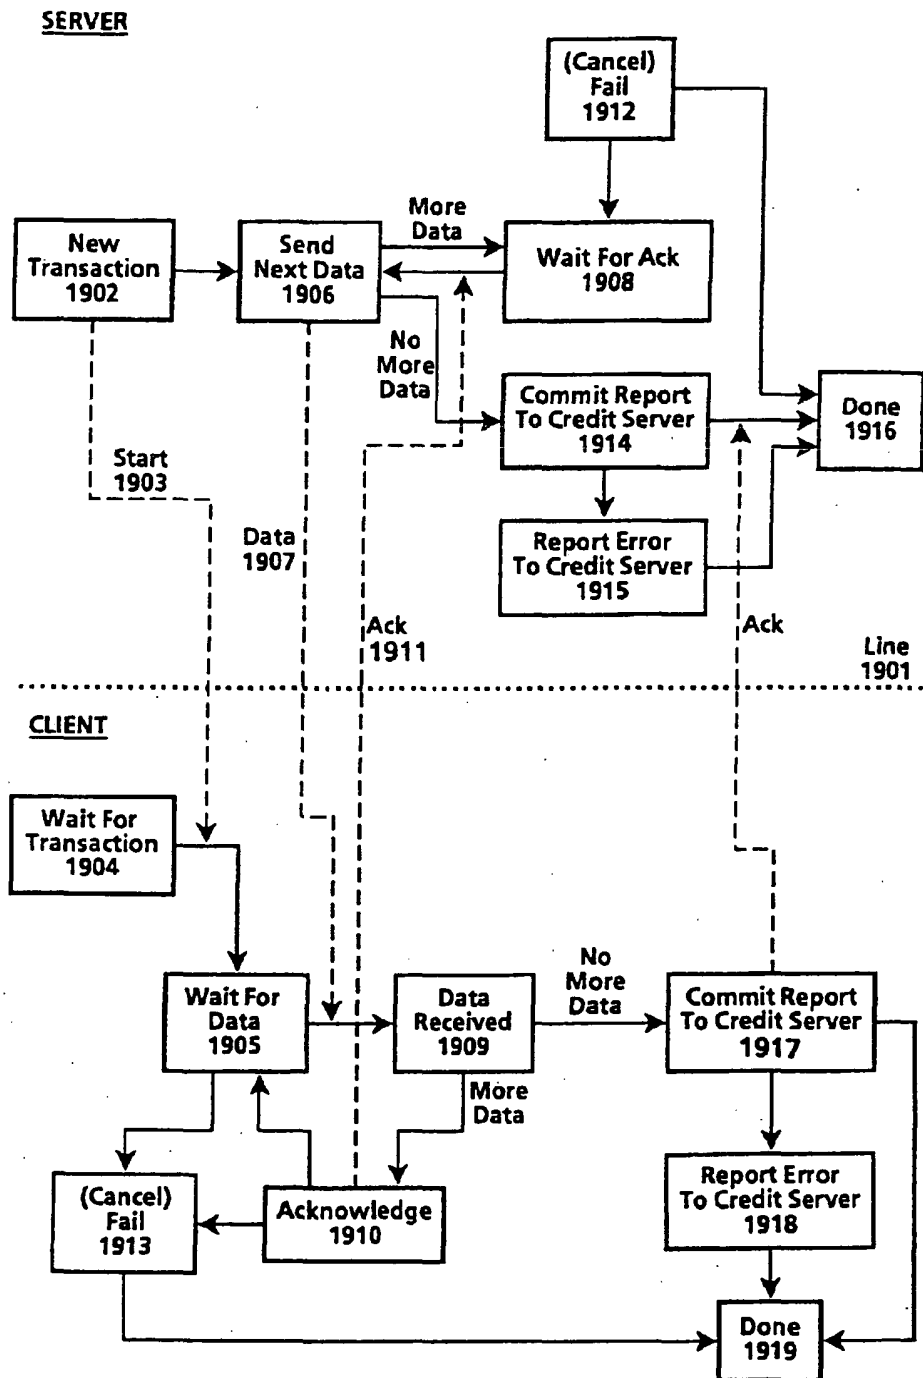 SERVER
(Cancel)
Fail
1912
New
Transaction
1902
Send
Next Data
1906
More
Data
Wait For Ack
1908
No
More
Data
Commit Report
To Credit Server
1914
Done
1916
Start
1903
Data
1907
Report Error
To Credit Server
1915
Ack
1911
Ack
Line
1901
CLIENT
Wait For
Transaction
1904
Wait For
Data
1905
Data
Received
1909
No
More
Data
Commit Report
To Credit Server
1917
More
Data
(Cancel)
Fail
1913
Acknowledge
1910
Report Error
To Credit Server
1918
Done
1919